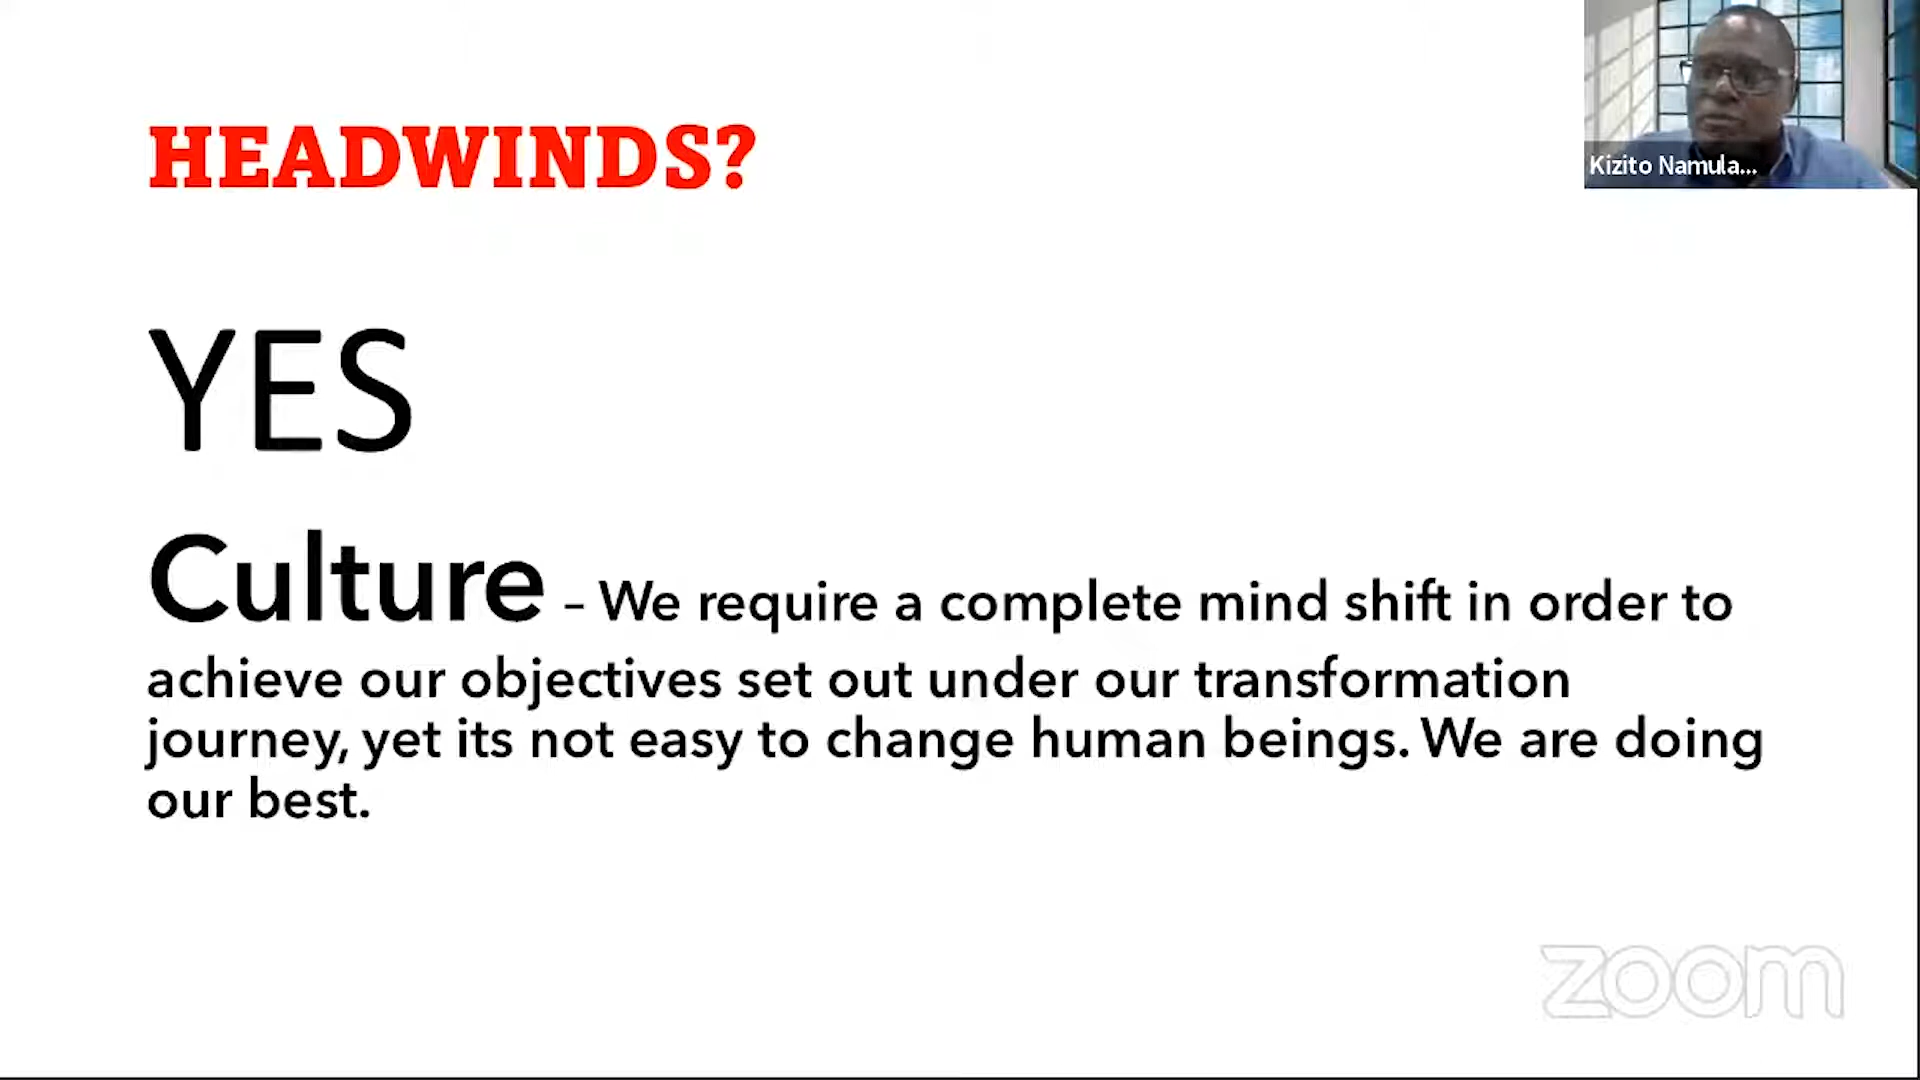 HEADWINDS?
Kizito Namula...
YES
Culture – We require a complete mind shift in order to
achieve our objectives set out under our transformation
journey, yet its not easy to change human beings. We are doing
our best.
zoom